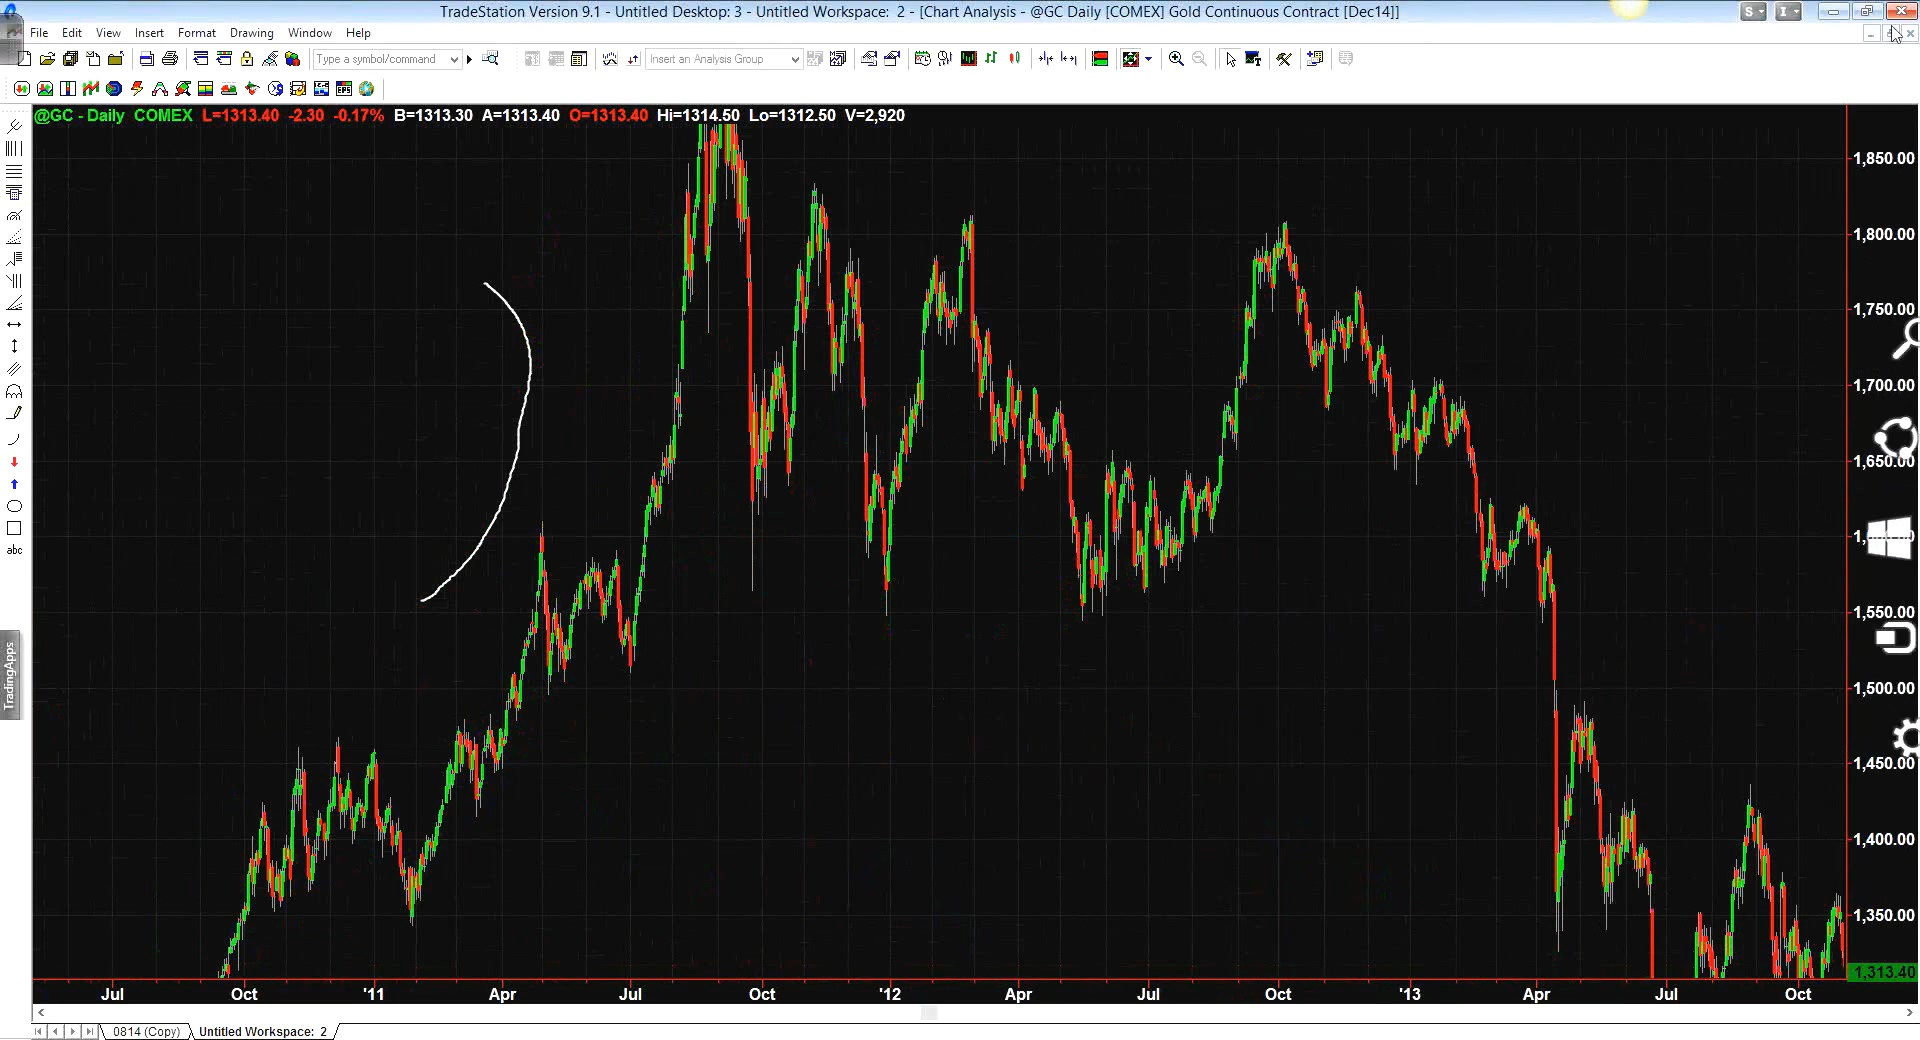 TradeStation Version 9.1 - Untitled Desktop: 3 - Untitled Workspace: 2 - [Chart Analysis - @GC Daily [COMEX] Gold Continuous Contract [Dec14]]
S I
File Edit View Insert Format Drawing Window Help
Type a symbol/command Insert an Analysis Group
@GC - Daily COMEX L=1313.40 -2.30 -0.17% B=1313.30 A=1313.40 O=1313.40 Hi=1314.50 Lo=1312.50 V=2,920
1,850.00
1,800.00
1,750.00
1,700.00
1,650.00
abc
1,550.00
TradingApps
1,500.00
1,450.00
1,400.00
1,350.00
1,313.40
Jul Oct '11 Apr Jul Oct '12 Apr Jul Oct '13 Apr Jul Oct
0814 (Copy) Untitled Workspace: 2